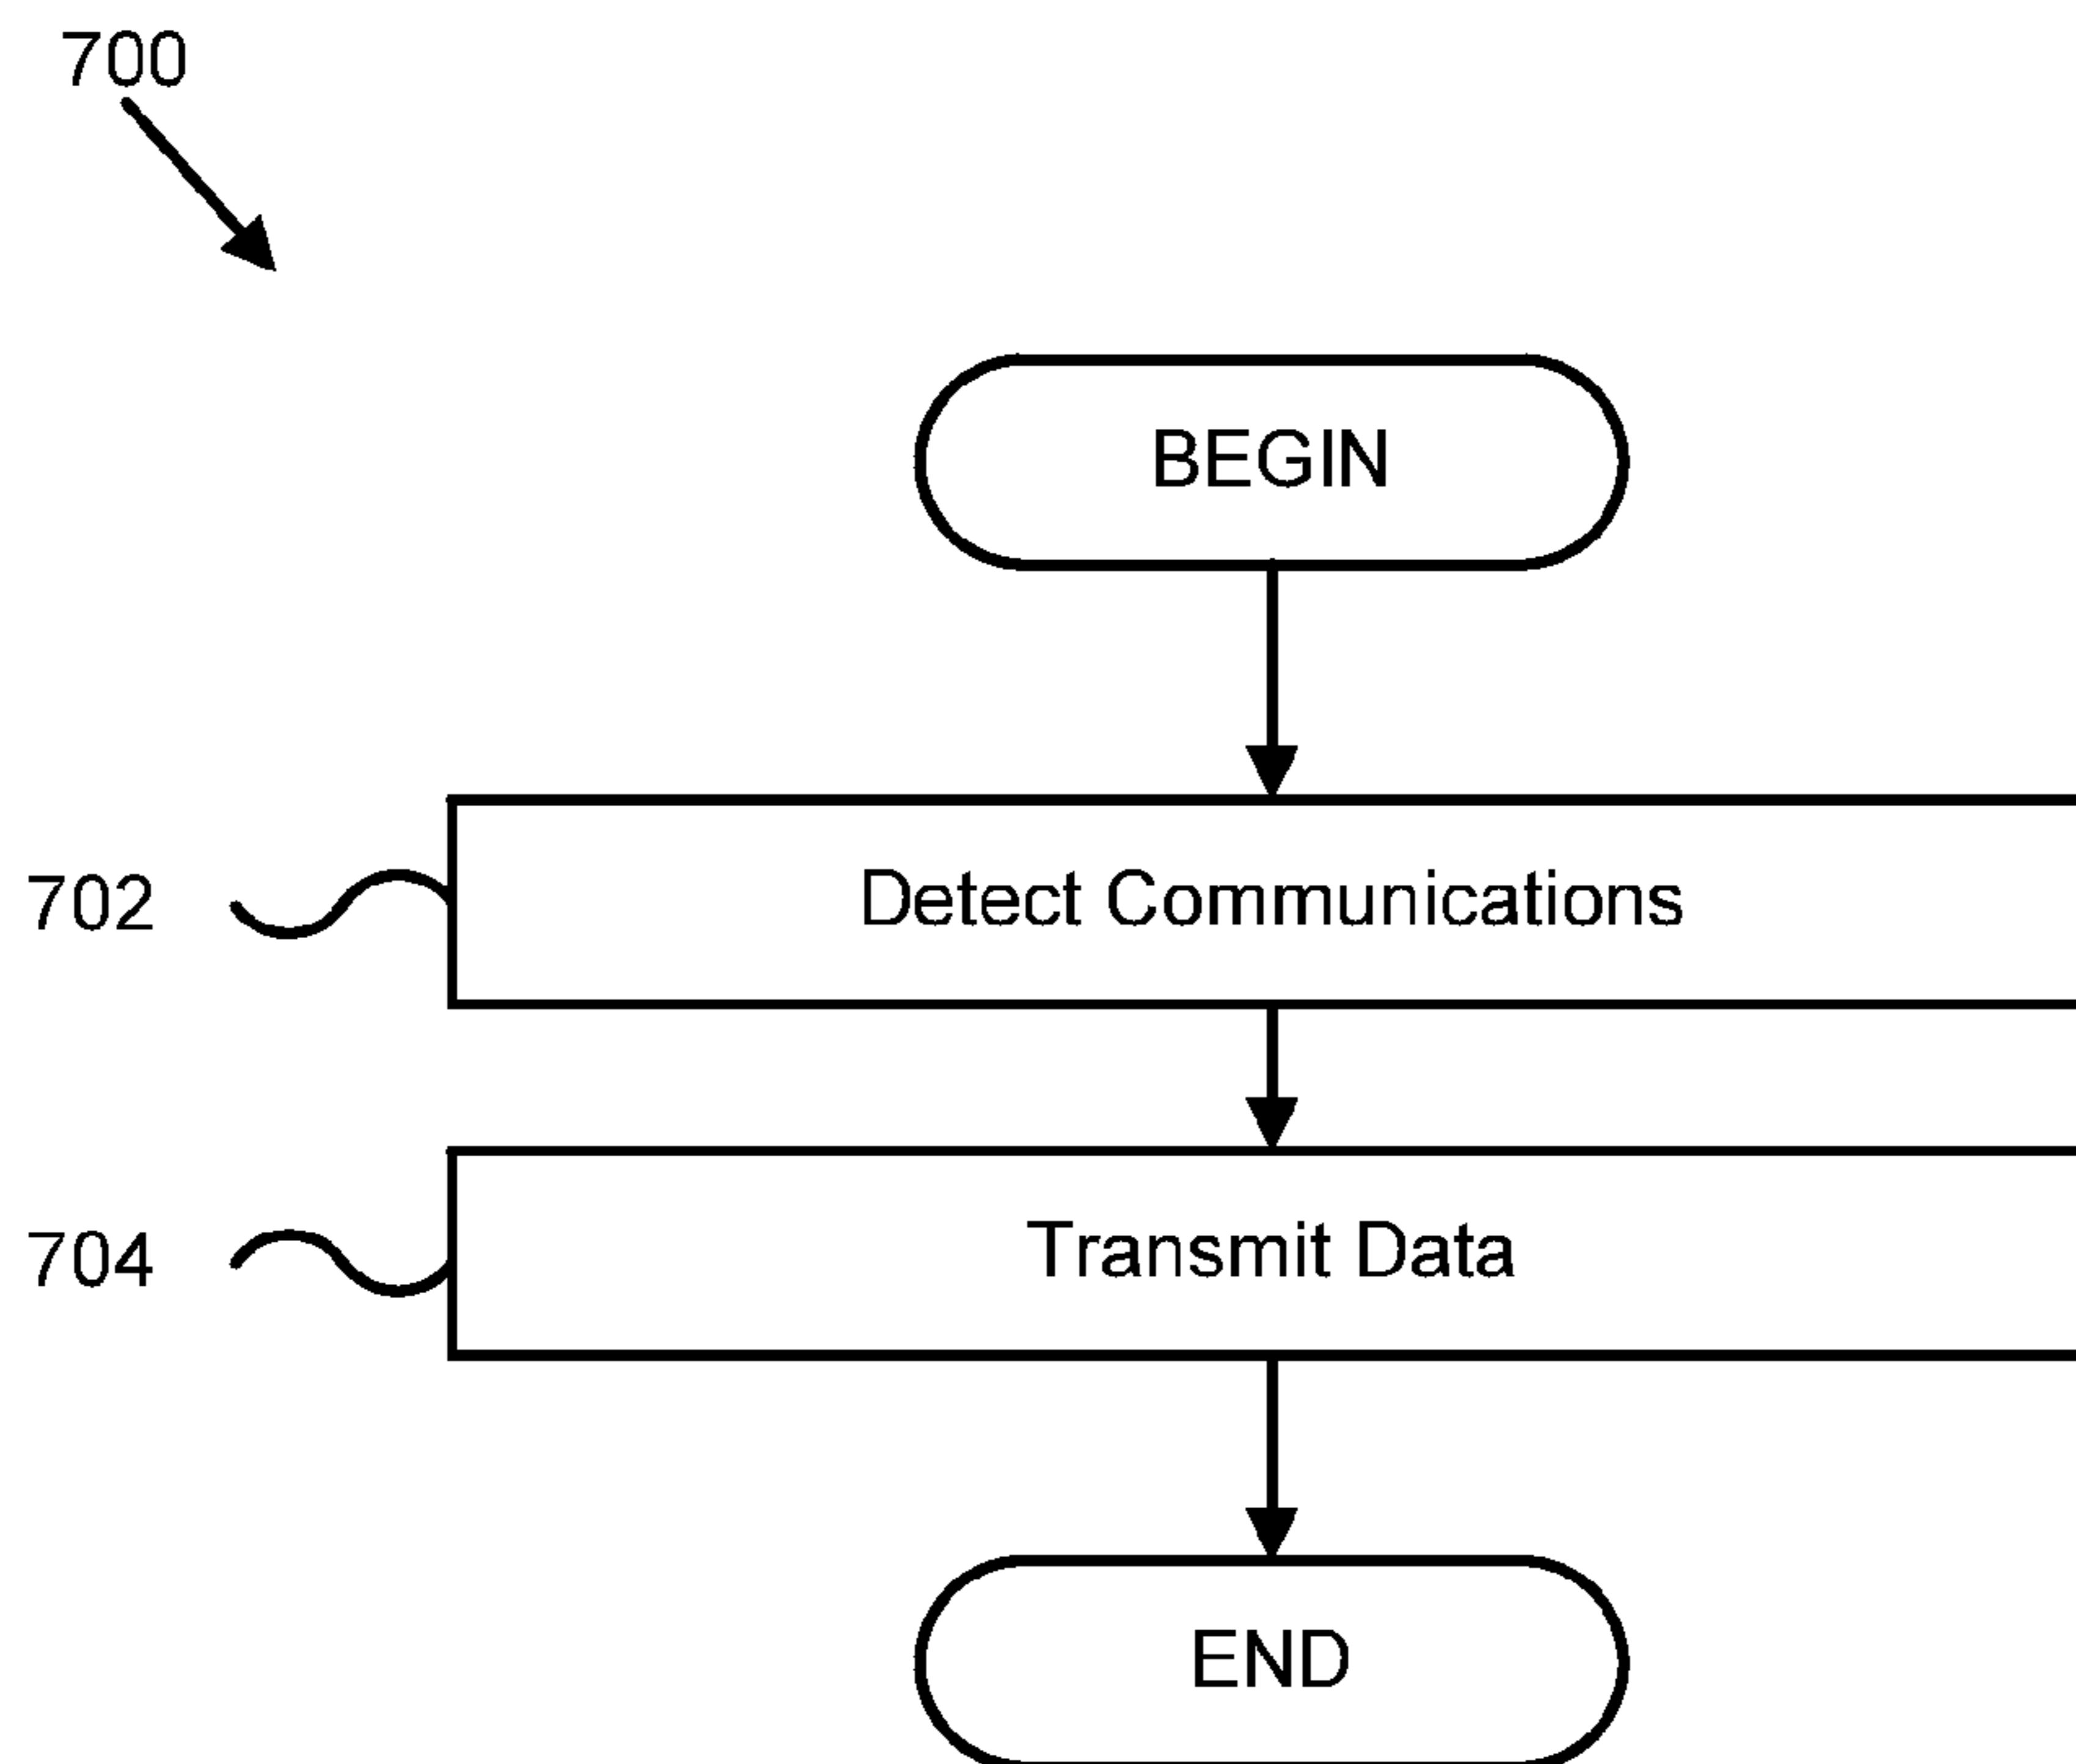 700
BEGIN
702 Detect Communications
704 Transmit Data
END